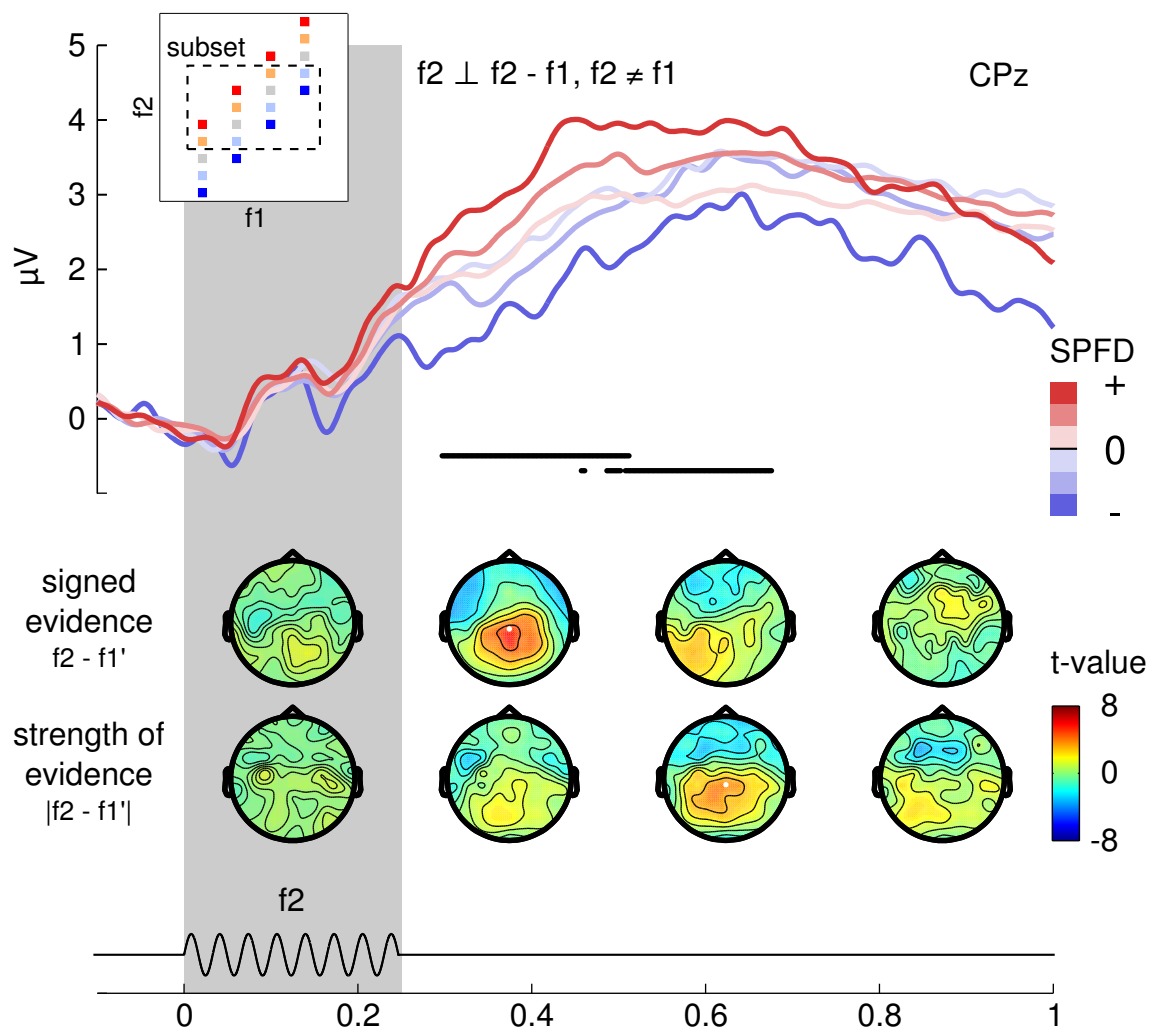 5
subset
f2 ⊥ f2 - f1, f2 ≠ f1
CPz
f2
4
f1
3
µV
2
1
SPFD
+
0
0
-
signed
evidence
f2 - f1'
t-value
8
strength of
evidence
|f2 - f1'|
0
-8
f2
0
0.2
0.4
0.6
0.8
1